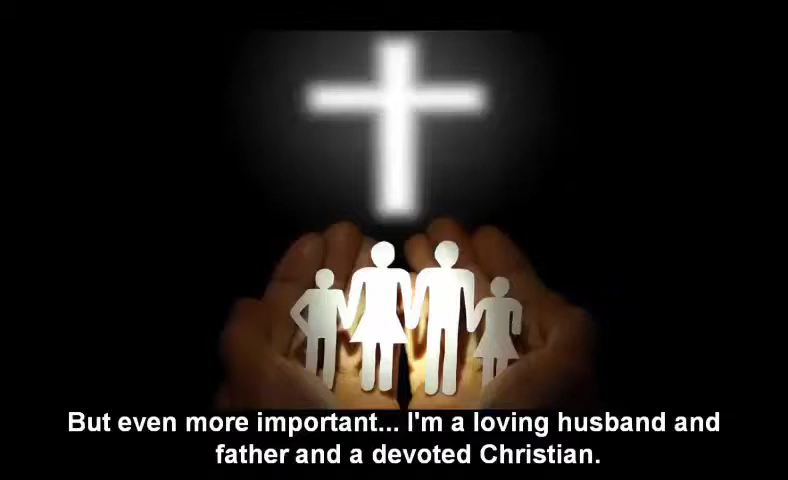 But even more important... I'm a loving husband and
father and a devoted Christian.